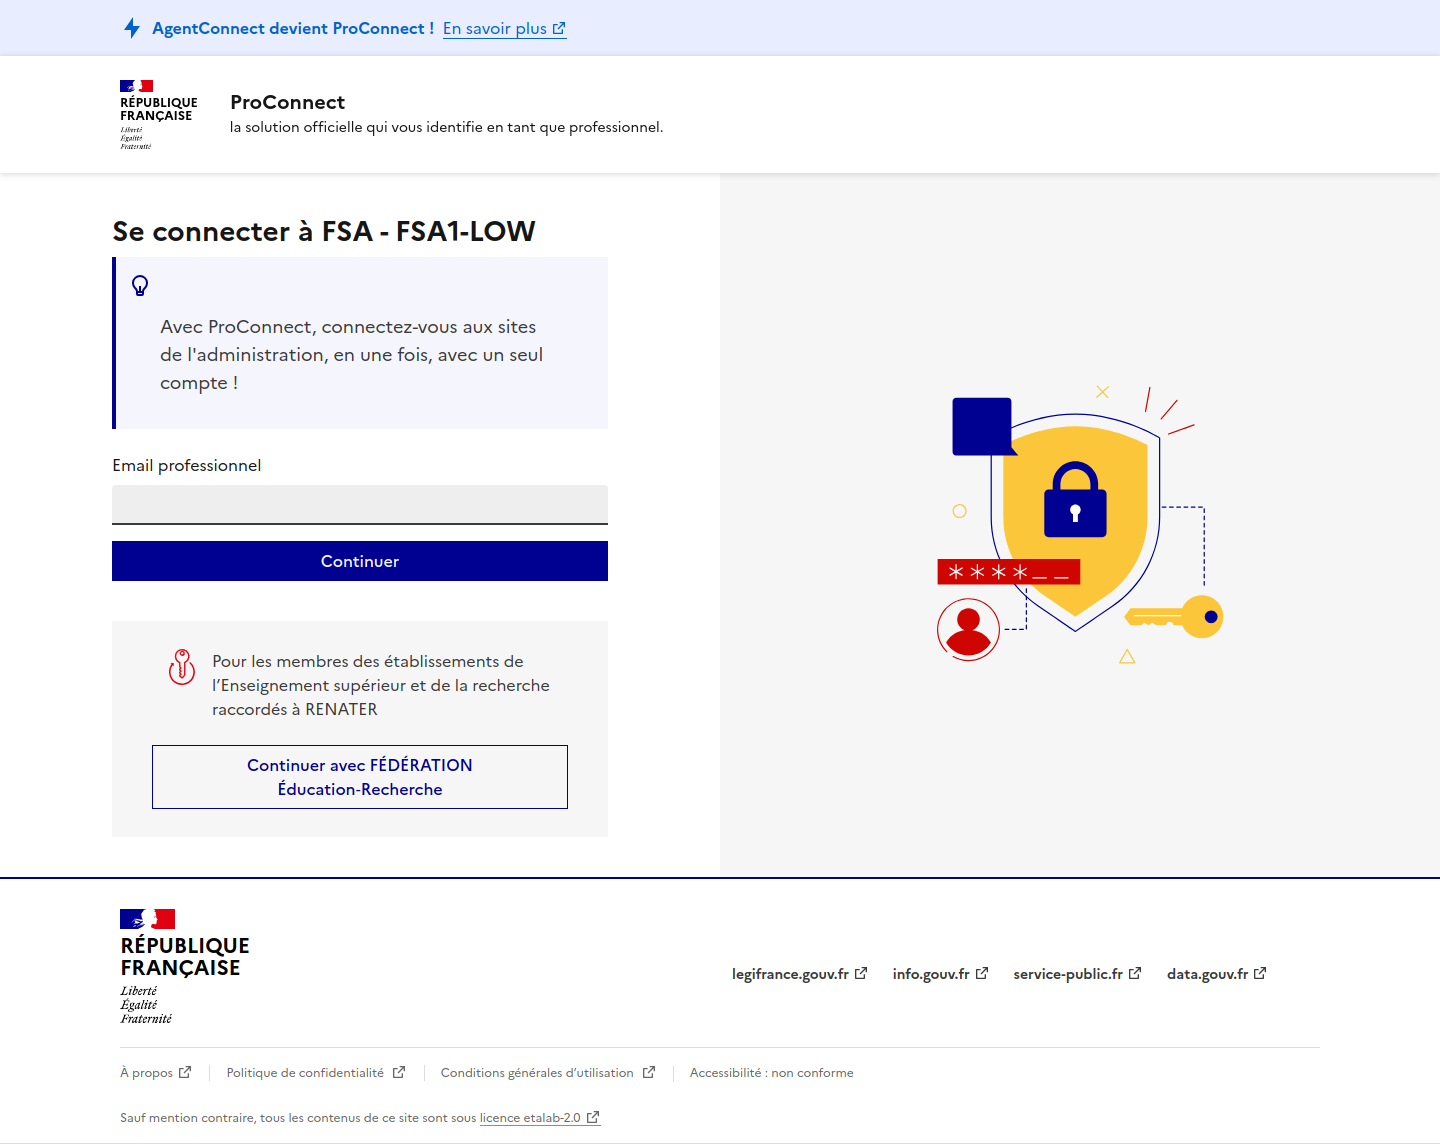 AgentConnect devient ProConnect ! En savoir plus
RÉPUBLIQUE
FRANÇAISE
Liberté
Égalité
Fraternité
ProConnect
la solution officielle qui vous identifie en tant que professionnel.
Se connecter à FSA - FSA1-LOW
Avec ProConnect, connectez-vous aux sites
de l'administration, en une fois, avec un seul
compte !
Email professionnel
Continuer
Pour les membres des établissements de
l’Enseignement supérieur et de la recherche
raccordés à RENATER
Continuer avec FÉDÉRATION
Éducation-Recherche
****__
RÉPUBLIQUE
FRANÇAISE
Liberté
Égalité
Fraternité
legifrance.gouv.fr info.gouv.fr service-public.fr data.gouv.fr
À propos Politique de confidentialité Conditions générales d’utilisation Accessibilité : non conforme
Sauf mention contraire, tous les contenus de ce site sont sous licence etalab-2.0